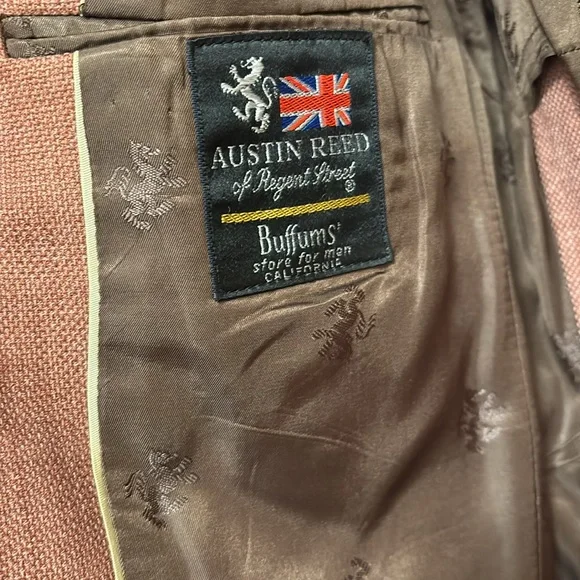 AUSTIN REED
of Regent Street ®
Buffums'
store for men
CALIFORNIA